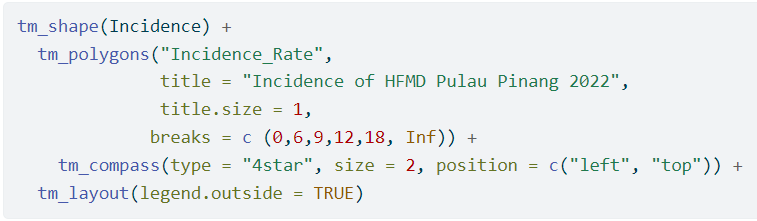 tm_shape(Incidence) +
tm_polygons("Incidence_Rate",
title = "Incidence of HFMD Pulau Pinang 2022",
title.size = 1,
breaks = c (0,6,9,12,18, Inf)) +
tm_compass(type = "4star", size = 2, position = c("left", "top")) +
tm_layout(legend.outside = TRUE)